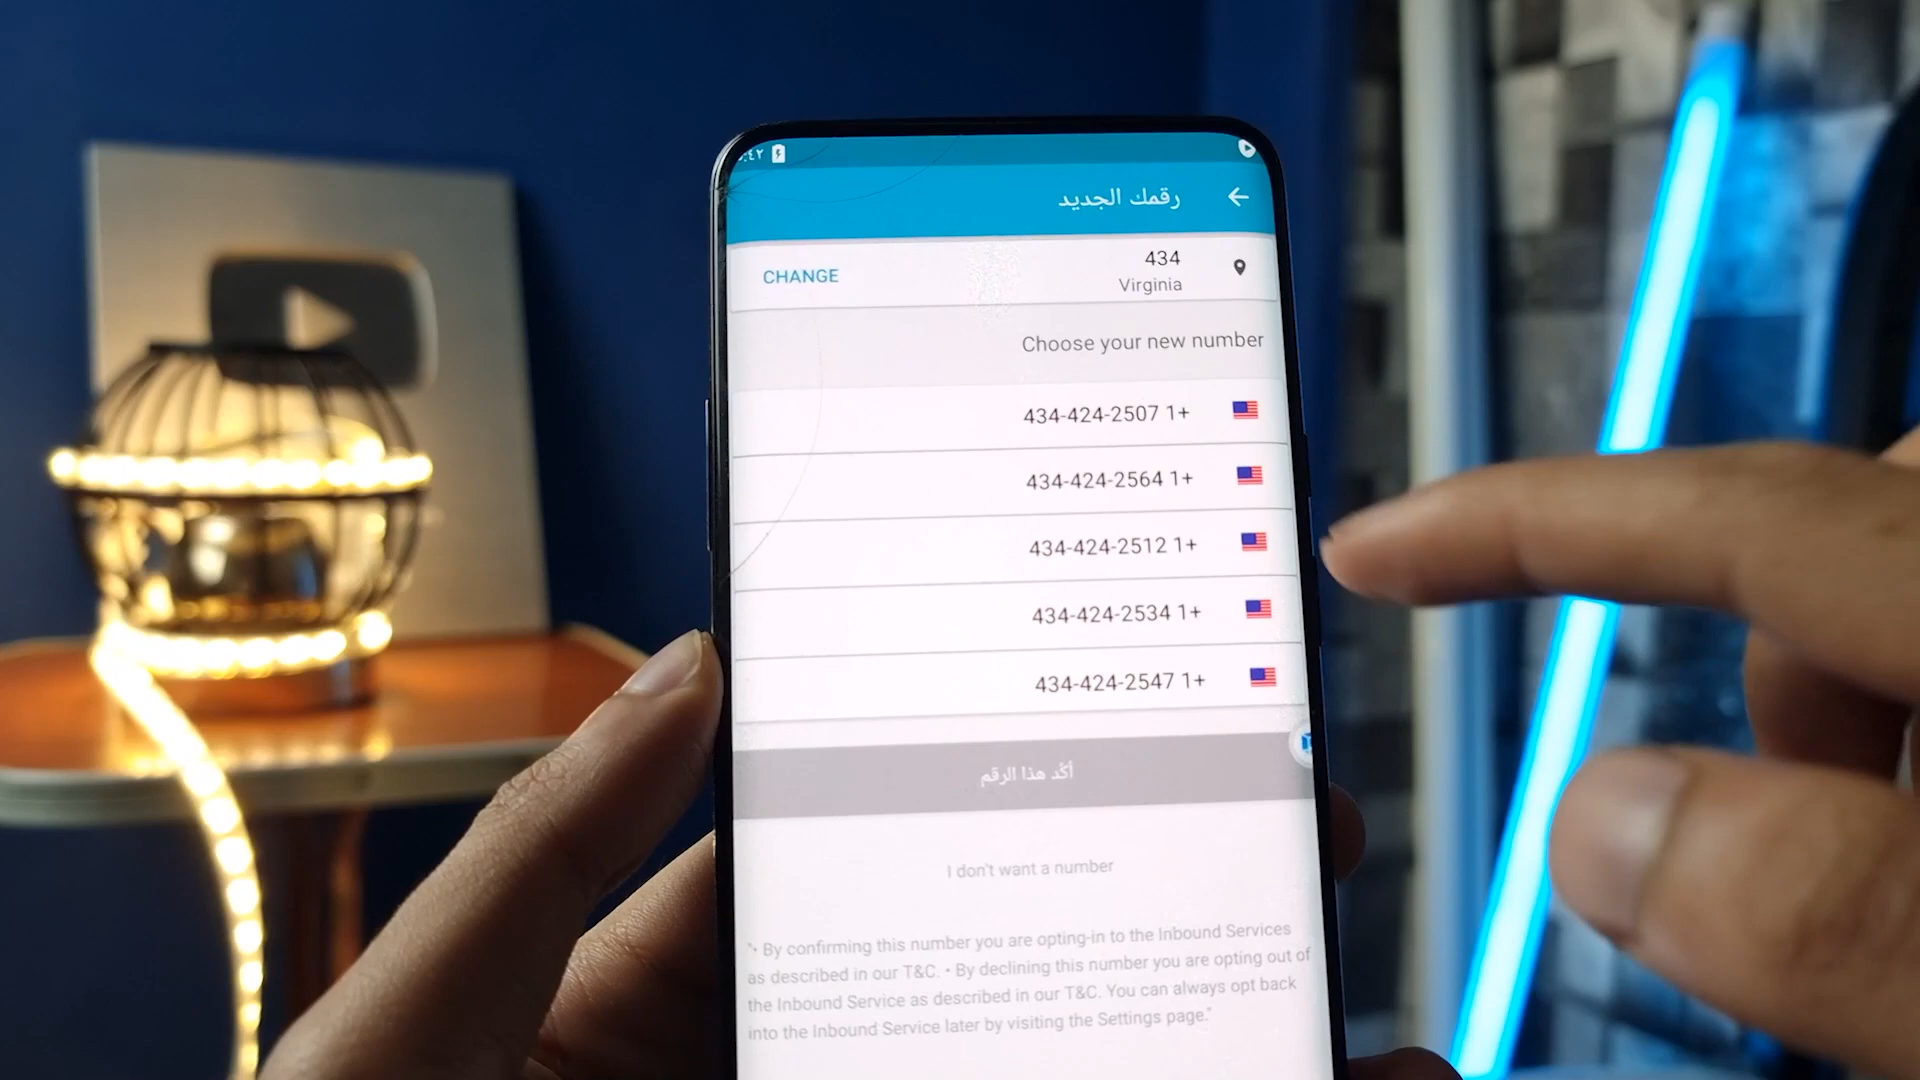 :٤٢
رقمك الجديد
434
CHANGE
Virginia
Choose your new number
434-424-2507 1+
434-424-2564 1+
434-424-2512 1+
434-424-2534 1+
434-424-2547 1+
أكّد هذا الرقم
I don't want a number
"• By confirming this number you are opting-in to the Inbound Services
as described in our T&C. • By declining this number you are opting out of
the Inbound Service as described in our T&C. You can always opt back
into the Inbound Service later by visiting the Settings page."